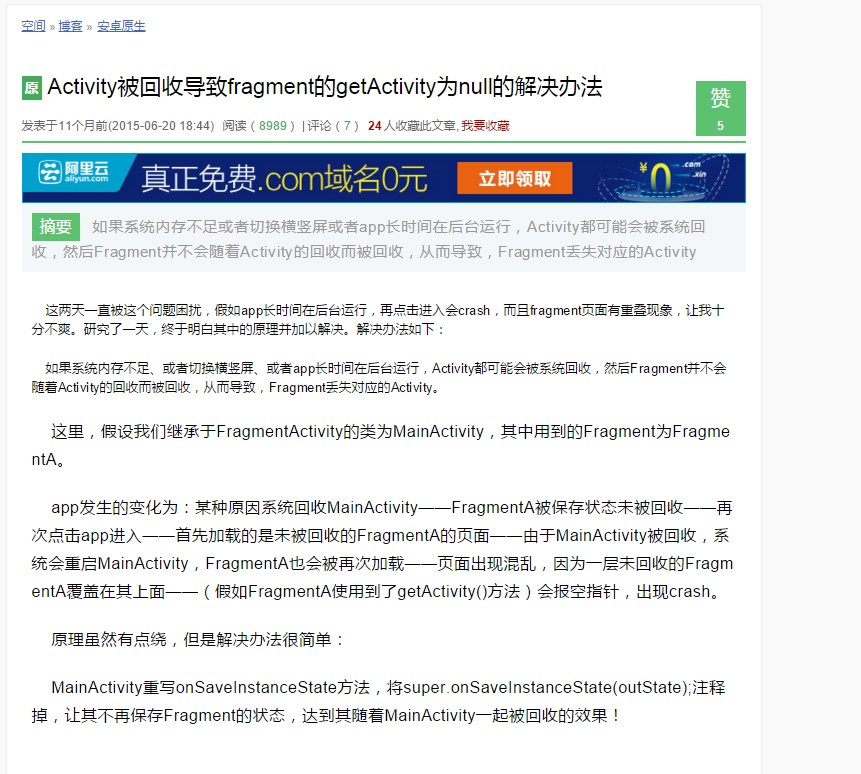 空间 » 博客 » 安卓原生
原 Activity被回收导致fragment的getActivity为null的解决办法
赞
5
发表于11个月前(2015-06-20 18:44) 阅读（8989） | 评论（7） 24人收藏此文章, 我要收藏
阿里云
aliyun.com
真正免费.com域名0元
立即领取
¥0
.com
.xin
摘要 如果系统内存不足或者切换横竖屏或者app长时间在后台运行，Activity都可能会被系统回
收，然后Fragment并不会随着Activity的回收而被回收，从而导致，Fragment丢失对应的Activity
这两天一直被这个问题困扰，假如app长时间在后台运行，再点击进入会crash，而且fragment页面有重叠现象，让我十
分不爽。研究了一天，终于明白其中的原理并加以解决。解决办法如下：
如果系统内存不足、或者切换横竖屏、或者app长时间在后台运行，Activity都可能会被系统回收，然后Fragment并不会
随着Activity的回收而被回收，从而导致，Fragment丢失对应的Activity。
这里，假设我们继承于FragmentActivity的类为MainActivity，其中用到的Fragment为Fragme
ntA。
app发生的变化为：某种原因系统回收MainActivity——FragmentA被保存状态未被回收——再
次点击app进入——首先加载的是未被回收的FragmentA的页面——由于MainActivity被回收，系
统会重启MainActivity，FragmentA也会被再次加载——页面出现混乱，因为一层未回收的Fragm
entA覆盖在其上面——（假如FragmentA使用到了getActivity()方法）会报空指针，出现crash。
原理虽然有点绕，但是解决办法很简单：
MainActivity重写onSaveInstanceState方法，将super.onSaveInstanceState(outState);注释
掉，让其不再保存Fragment的状态，达到其随着MainActivity一起被回收的效果！